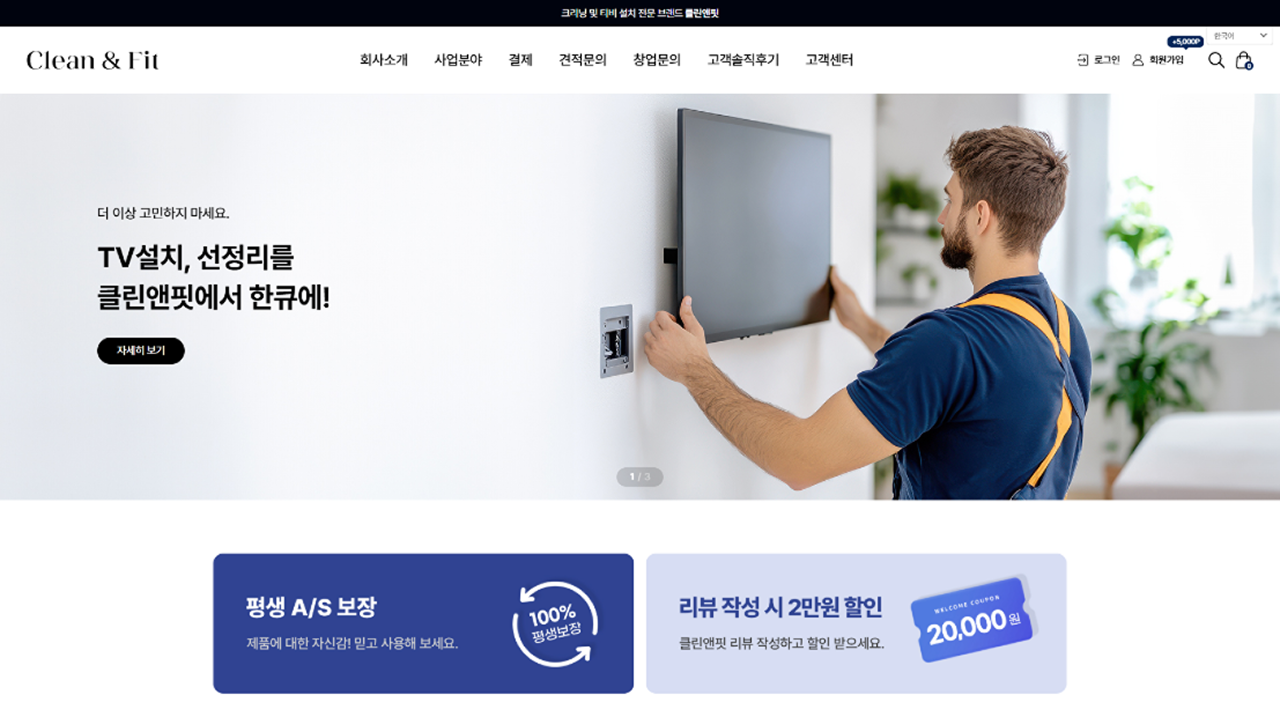 크리닝 및 티비 설치 전문 브랜드 클린앤핏
Clean & Fit
회사소개
사업분야
결제
견적문의
창업문의
고객솔직후기
고객센터
로그인
+5,000P
회원가입
한국어
0
더 이상 고민하지 마세요.
TV설치, 선정리를
클린앤핏에서 한큐에!
자세히 보기
1 / 3
평생 A/S 보장
제품에 대한 자신감! 믿고 사용해 보세요.
100%
평생보장
리뷰 작성 시 2만원 할인
클린앤핏 리뷰 작성하고 할인 받으세요.
WELCOME COUPON
20,000 원